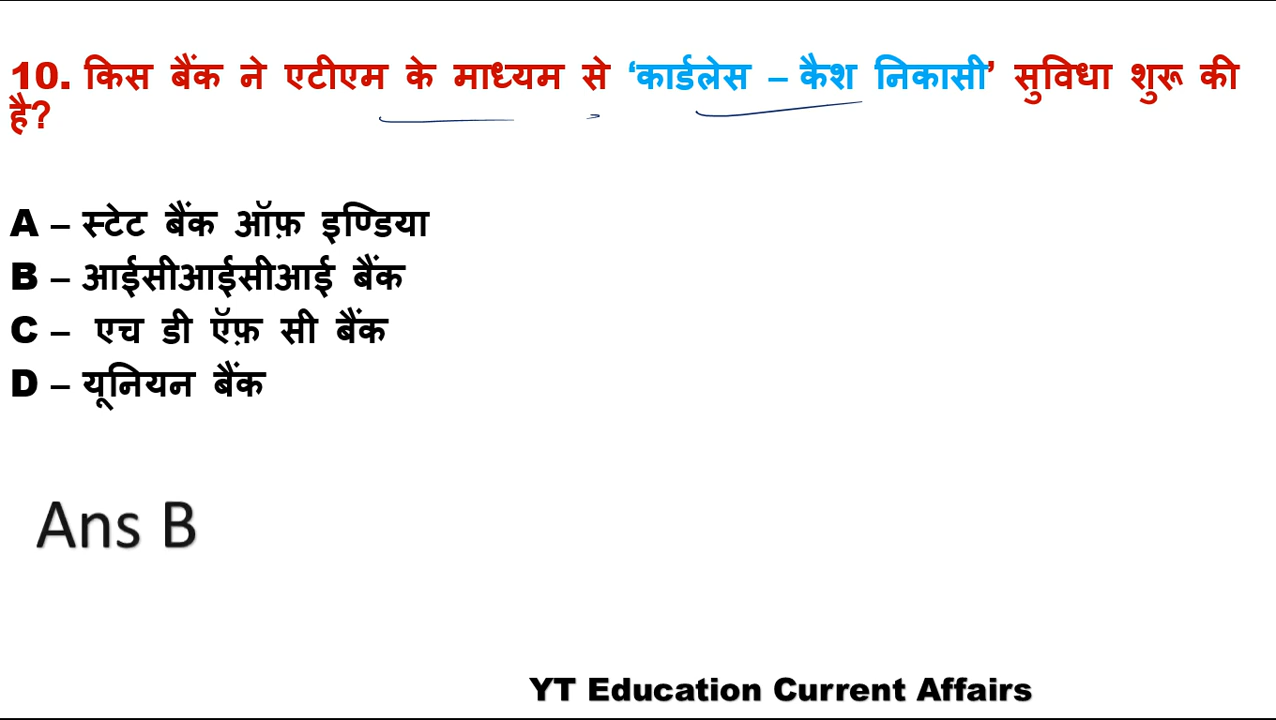 10. किस बैंक ने एटीएम के माध्यम से ‘कार्डलेस – कैश निकासी’ सुविधा शुरू की
है?
A – स्टेट बैंक ऑफ़ इण्डिया
B – आईसीआईसीआई बैंक
C – एच डी ऍफ़ सी बैंक
D – यूनियन बैंक
Ans B
YT Education Current Affairs